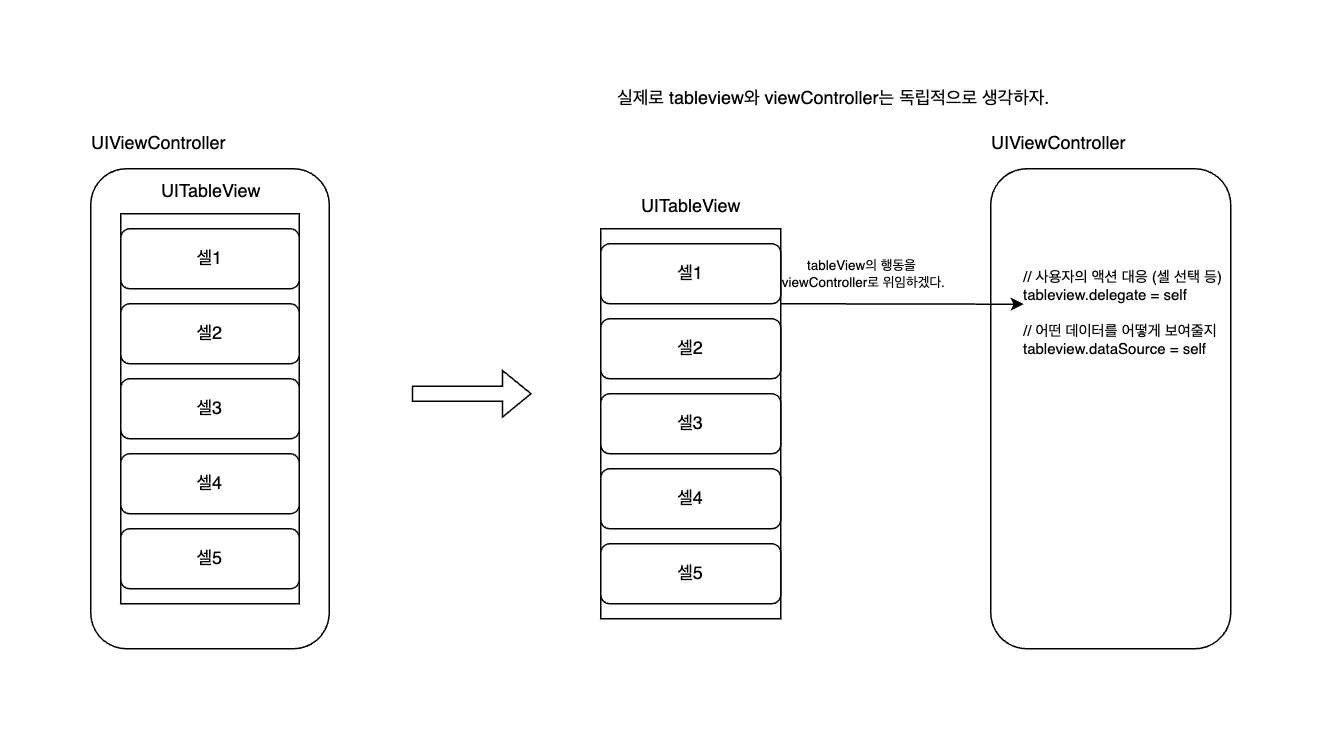 실제로 tableview와 viewController는 독립적으로 생각하자.
UIViewController
UITableView
셀1
셀2
셀3
셀4
셀5
UITableView
셀1
셀2
셀3
셀4
셀5
tableView의 행동을
viewController로 위임하겠다.
UIViewController
// 사용자의 액션 대응 (셀 선택 등)
tableview.delegate = self
// 어떤 데이터를 어떻게 보여줄지
tableview.dataSource = self